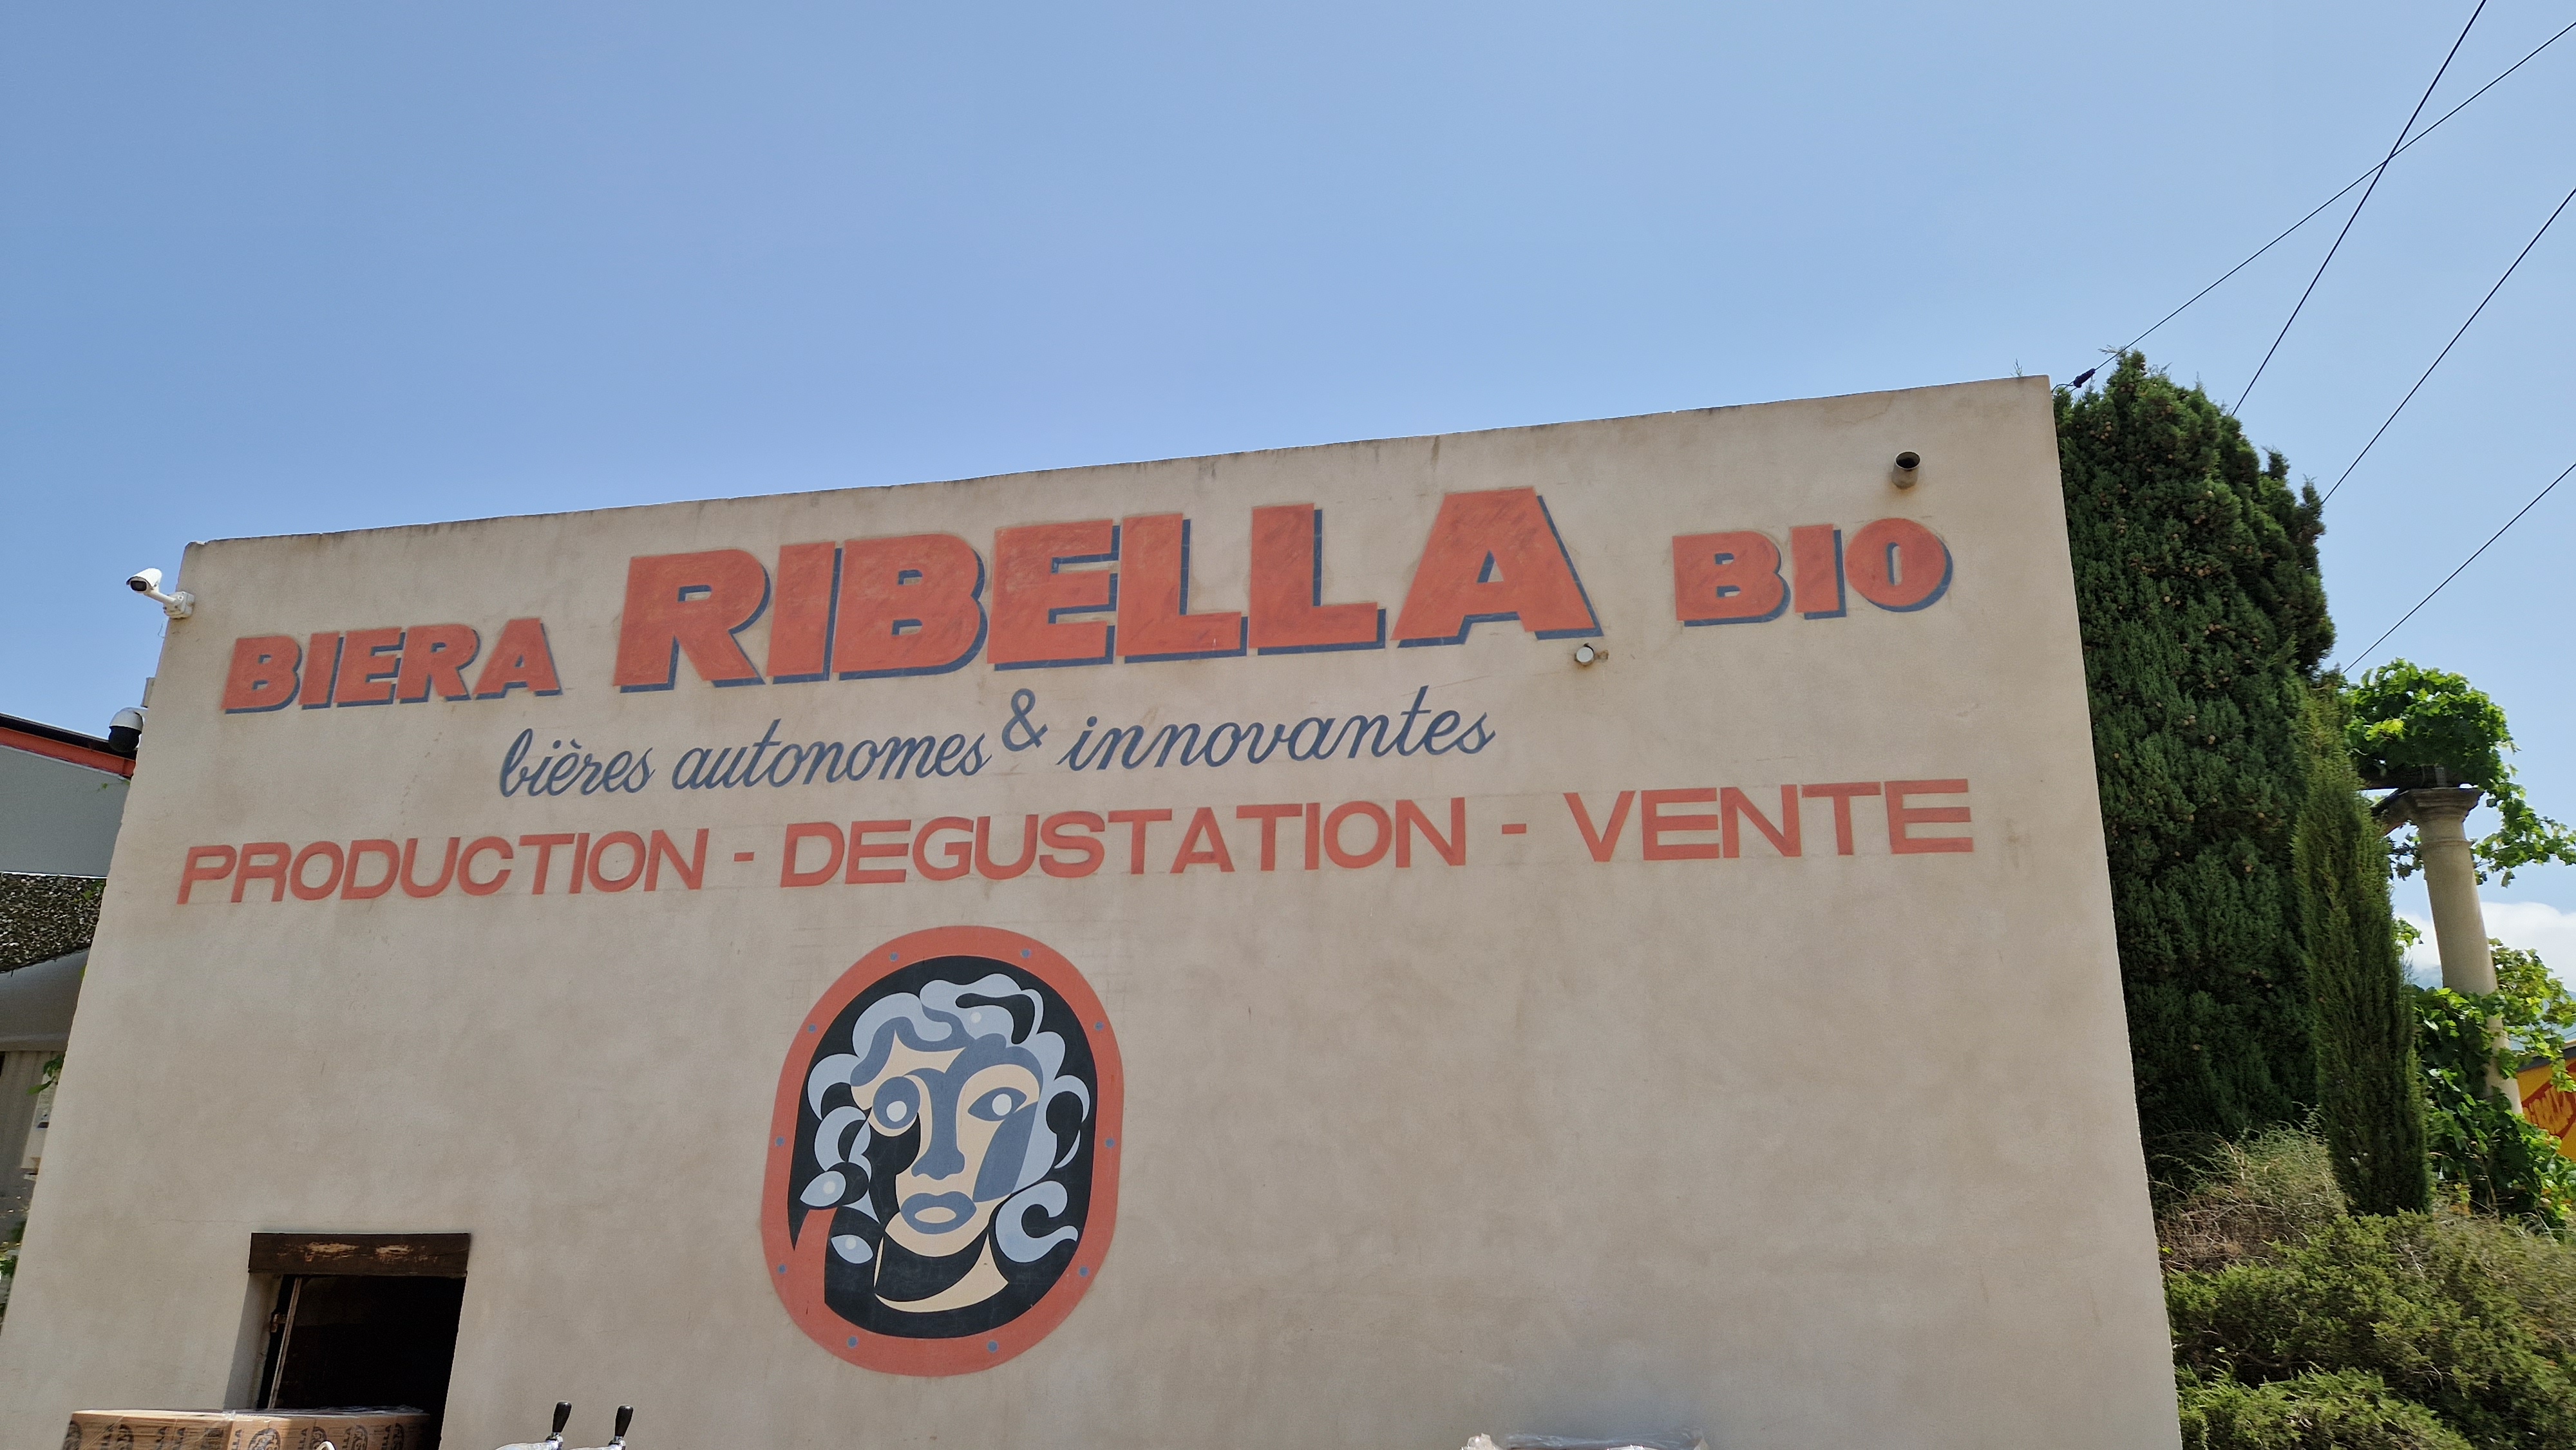 BIERA RIBELLA BIO
bières autonomes & innovantes
PRODUCTION - DEGUSTATION - VENTE